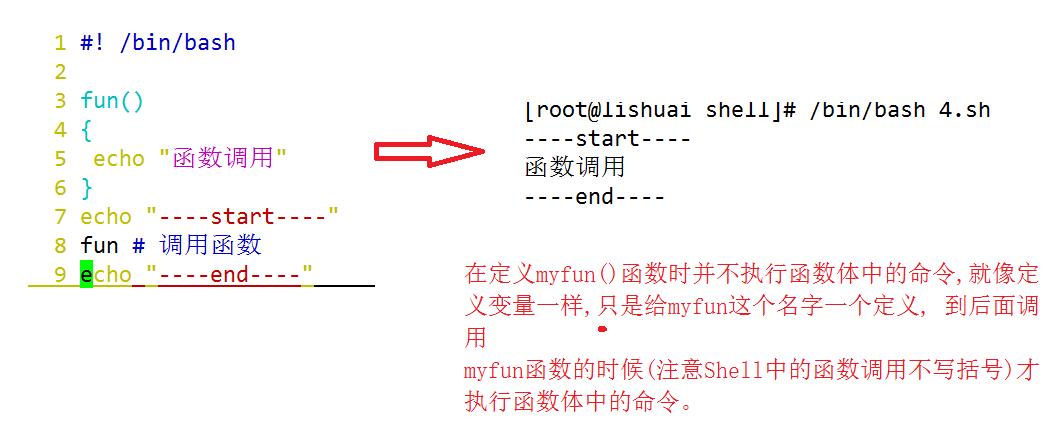 1 #! /bin/bash
2
3 fun()
4 {
5  echo "函数调用"
6 }
7 echo "----start----"
8 fun # 调用函数
9 echo "----end----"
[root@lishuai shell]# /bin/bash 4.sh
----start----
函数调用
----end----
在定义myfun()函数时并不执行函数体中的命令,就像定
义变量一样,只是给myfun这个名字一个定义, 到后面调
用
myfun函数的时候(注意Shell中的函数调用不写括号)才
执行函数体中的命令。